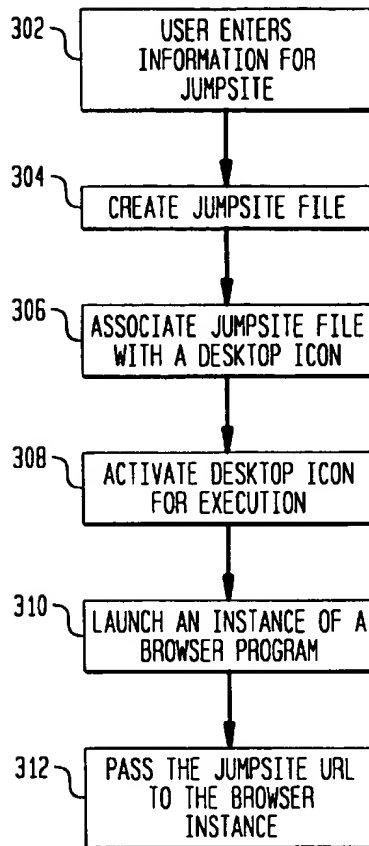 302
USER ENTERS
INFORMATION FOR
JUMPSITE
304
CREATE JUMPSITE FILE
306
ASSOCIATE JUMPSITE FILE
WITH A DESKTOP ICON
308
ACTIVATE DESKTOP ICON
FOR EXECUTION
310
LAUNCH AN INSTANCE OF A
BROWSER PROGRAM
312
PASS THE JUMPSITE URL
TO THE BROWSER
INSTANCE